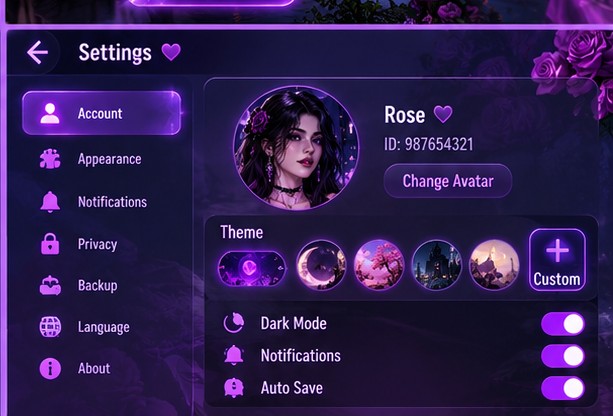 Settings 💜
Account
Appearance
Notifications
Privacy
Backup
Language
About
Rose 💜
ID: 987654321
Change Avatar
Theme
Custom
Dark Mode
Notifications
Auto Save